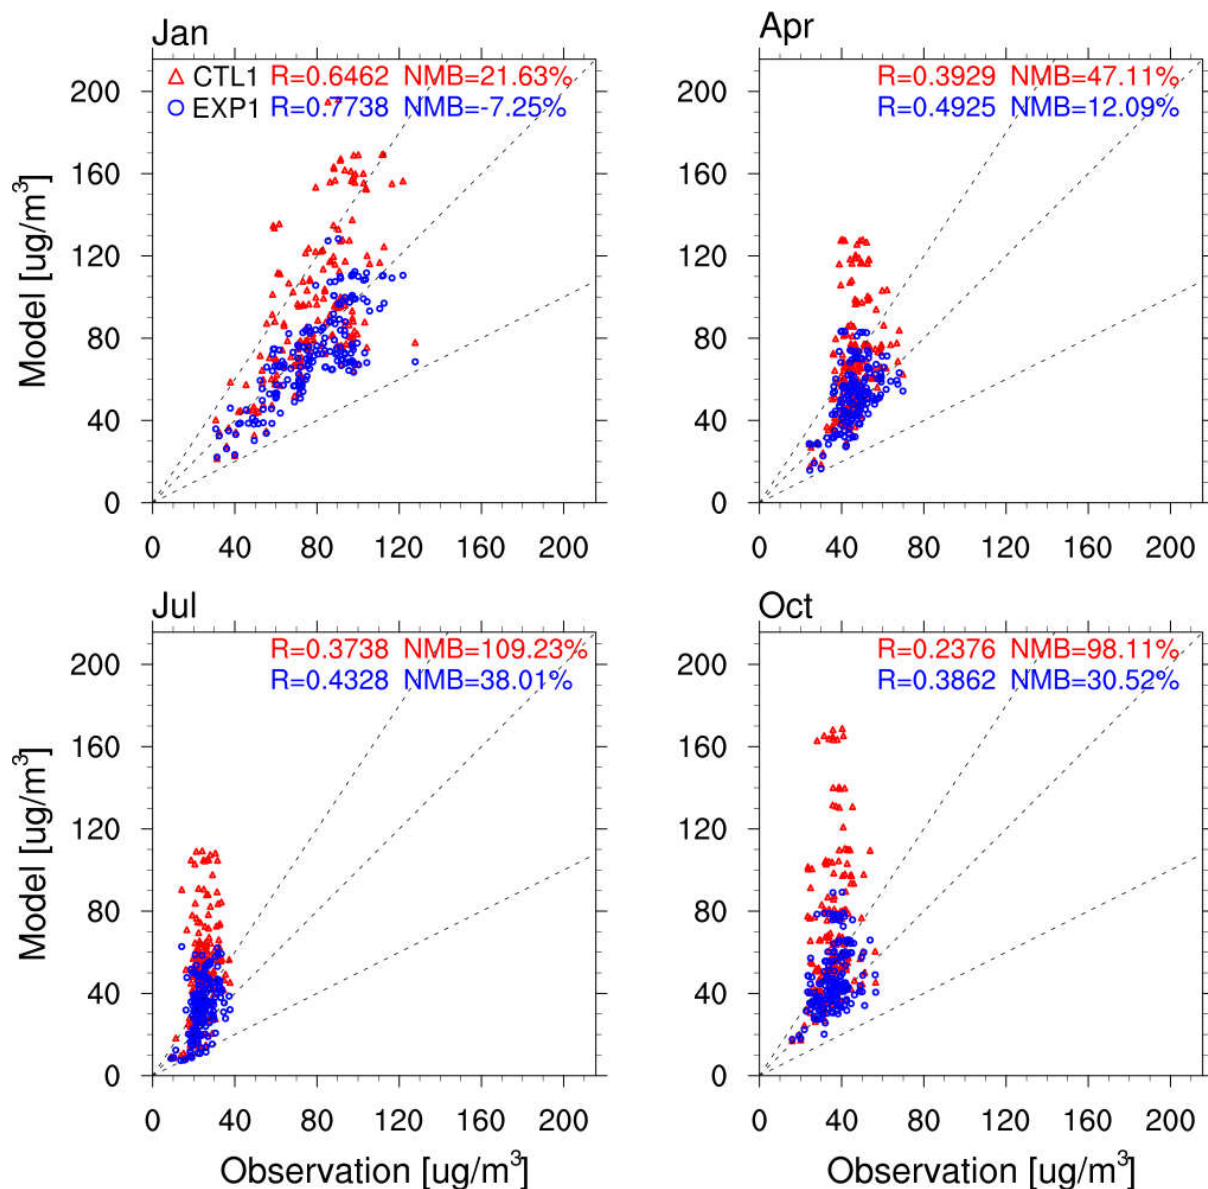 Jan
CTL1 R=0.6462 NMB=21.63%
EXP1 R=0.7738 NMB=-7.25%
Model [ug/m³]
200
160
120
80
40
0
0 40 80 120 160 200
Apr
R=0.3929 NMB=47.11%
R=0.4925 NMB=12.09%
200
160
120
80
40
0
0 40 80 120 160 200
Jul
R=0.3738 NMB=109.23%
R=0.4328 NMB=38.01%
Model [ug/m³]
200
160
120
80
40
0
0 40 80 120 160 200
Observation [ug/m³]
Oct
R=0.2376 NMB=98.11%
R=0.3862 NMB=30.52%
200
160
120
80
40
0
0 40 80 120 160 200
Observation [ug/m³]